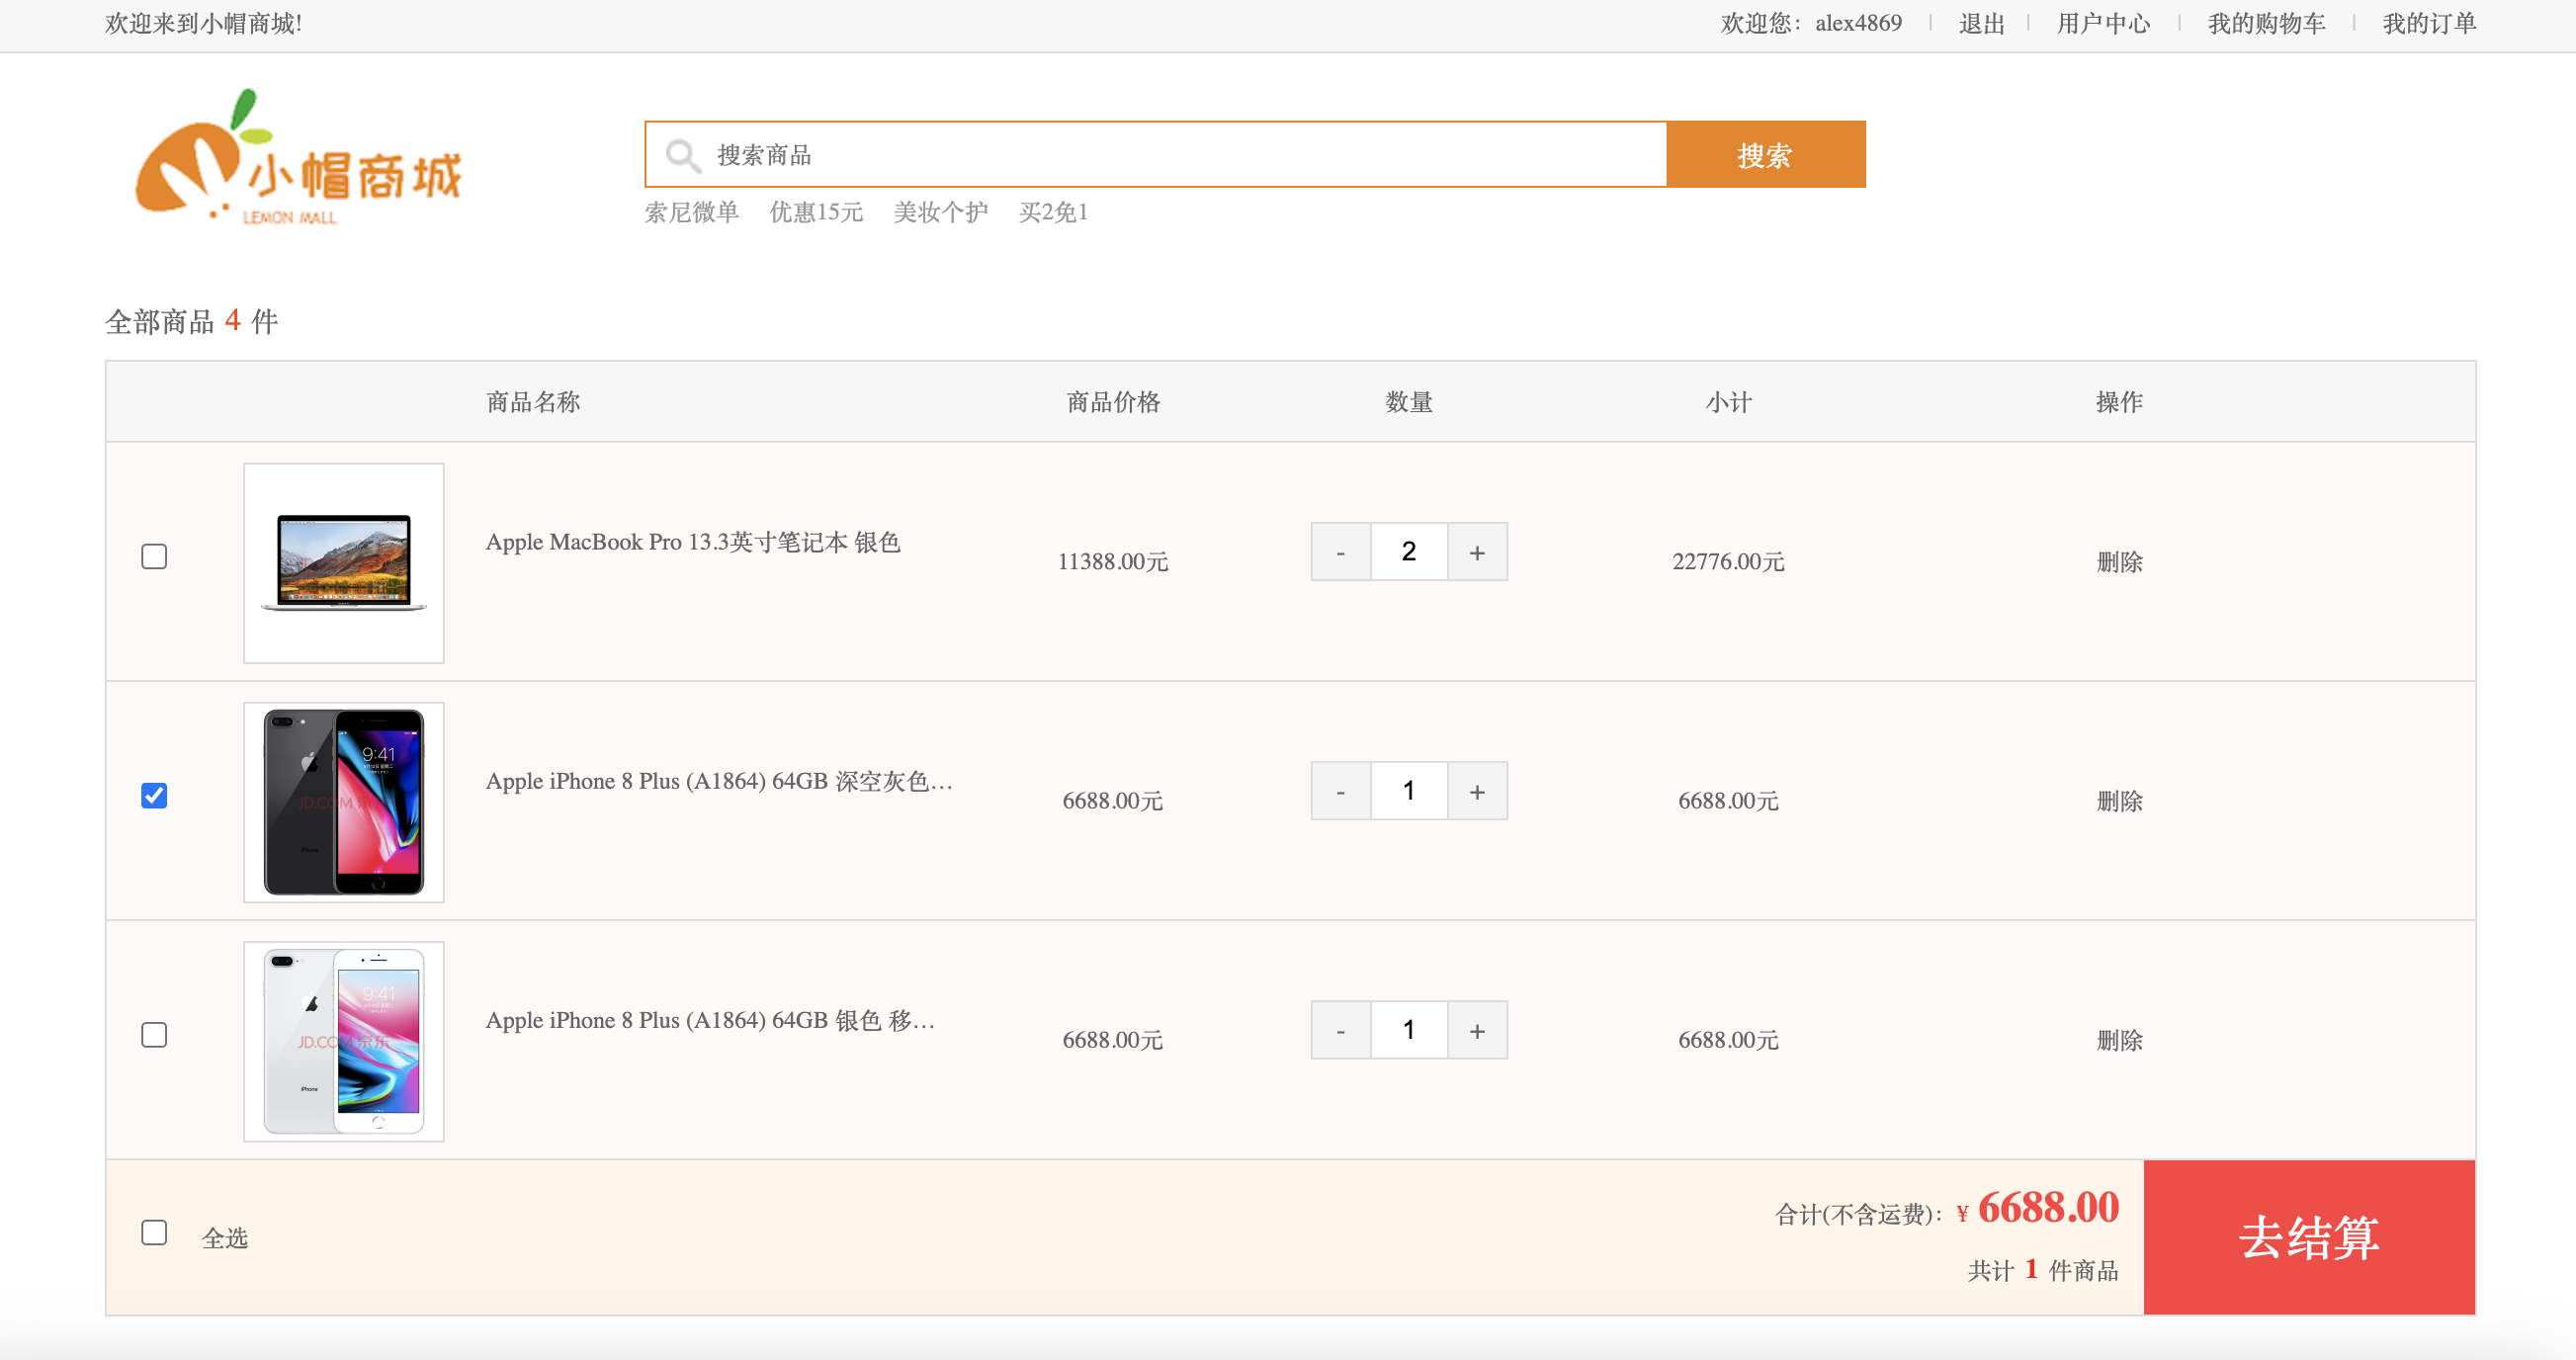 欢迎来到小帽商城!
欢迎您：alex4869 | 退出 | 用户中心 | 我的购物车 | 我的订单
小帽商城
LEMON MALL
搜索商品
搜索
索尼微单 优惠15元 美妆个护 买2免1
全部商品 4 件
商品名称 商品价格 数量 小计 操作
Apple MacBook Pro 13.3英寸笔记本 银色 11388.00元 - 2 + 22776.00元 删除
9:41
JD.COM
iPhone
Apple iPhone 8 Plus (A1864) 64GB 深空灰色... 6688.00元 - 1 + 6688.00元 删除
9:41
JD.COM 京东
iPhone
Apple iPhone 8 Plus (A1864) 64GB 银色 移... 6688.00元 - 1 + 6688.00元 删除
全选
合计(不含运费)：¥ 6688.00
共计 1 件商品
去结算